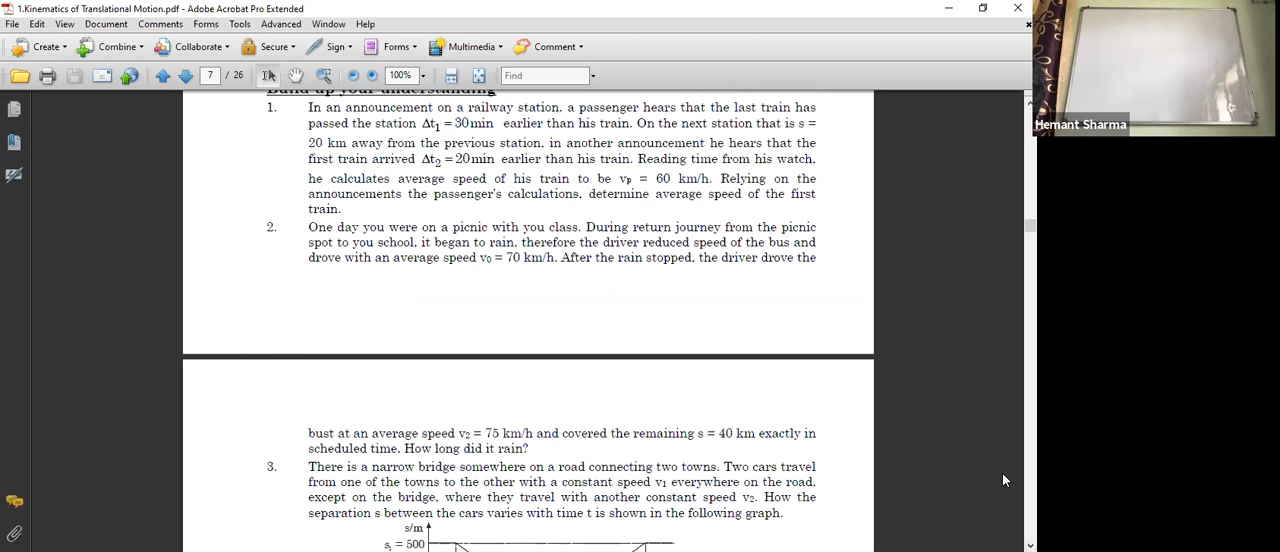 1.Kinematics of Translational Motion.pdf - Adobe Acrobat Pro Extended
File Edit View Document Comments Forms Tools Advanced Window Help
Create Combine Collaborate Secure Sign Forms Multimedia Comment
7 / 26 100% Find
Build up your understanding
1. In an announcement on a railway station, a passenger hears that the last train has
passed the station Δt₁ = 30min earlier than his train. On the next station that is s =
20 km away from the previous station, in another announcement he hears that the
first train arrived Δt₂ = 20min earlier than his train. Reading time from his watch,
he calculates average speed of his train to be vₚ = 60 km/h. Relying on the
announcements the passenger's calculations, determine average speed of the first
train.
2. One day you were on a picnic with you class. During return journey from the picnic
spot to you school, it began to rain, therefore the driver reduced speed of the bus and
drove with an average speed v₀ = 70 km/h. After the rain stopped, the driver drove the
bust at an average speed v₂ = 75 km/h and covered the remaining s = 40 km exactly in
scheduled time. How long did it rain?
3. There is a narrow bridge somewhere on a road connecting two towns. Two cars travel
from one of the towns to the other with a constant speed v₁ everywhere on the road,
except on the bridge, where they travel with another constant speed v₂. How the
separation s between the cars varies with time t is shown in the following graph.
s/m
s₁ = 500
Hemant Sharma